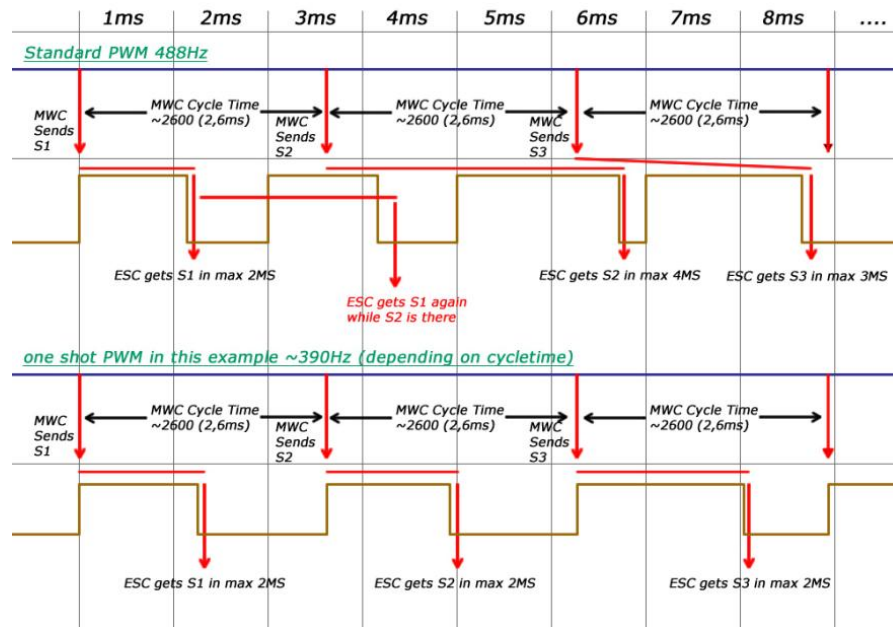 1ms 2ms 3ms 4ms 5ms 6ms 7ms 8ms ....
Standard PWM 488Hz
MWC
Sends
S1
MWC Cycle Time
~2600 (2,6ms)
MWC
Sends
S2
MWC Cycle Time
~2600 (2,6ms)
MWC
Sends
S3
MWC Cycle Time
~2600 (2,6ms)
ESC gets S1 in max 2MS
ESC gets S1 again
while S2 is there
ESC gets S2 in max 4MS
ESC gets S3 in max 3MS
one shot PWM in this example ~390Hz (depending on cycletime)
MWC
Sends
S1
MWC Cycle Time
~2600 (2,6ms)
MWC
Sends
S2
MWC Cycle Time
~2600 (2,6ms)
MWC
Sends
S3
MWC Cycle Time
~2600 (2,6ms)
ESC gets S1 in max 2MS
ESC gets S2 in max 2MS
ESC gets S3 in max 2MS